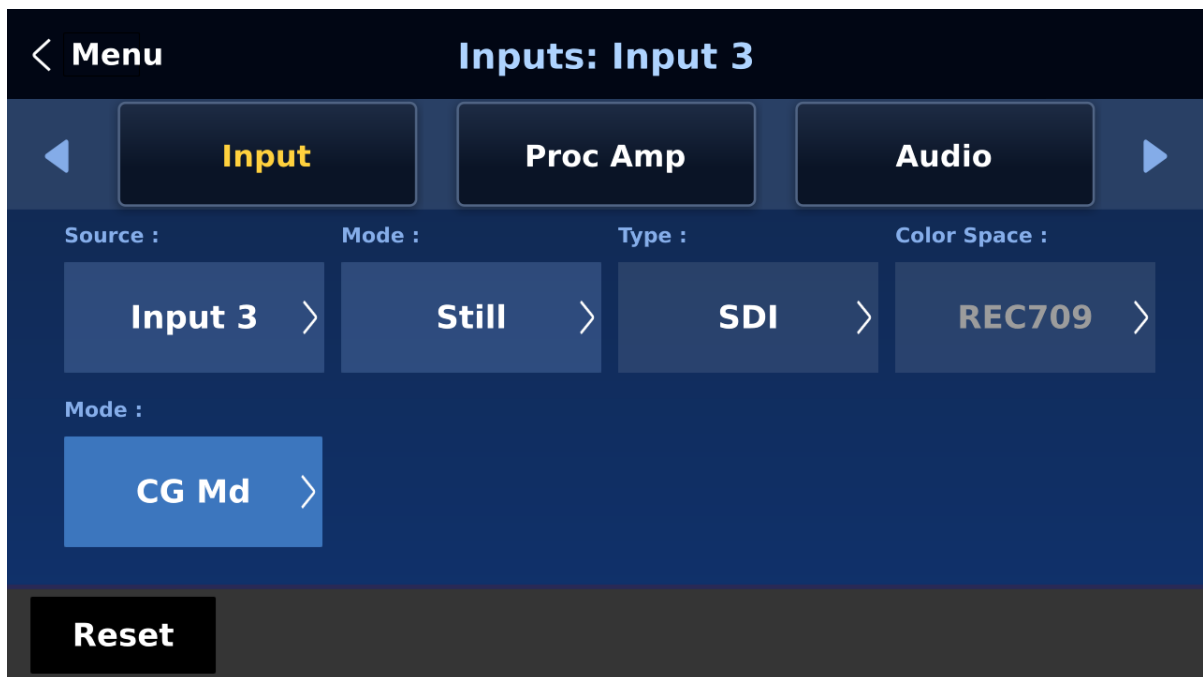 Menu
Inputs: Input 3
Input
Proc Amp
Audio
Source :
Mode :
Type :
Color Space :
Input 3
Still
SDI
REC709
Mode :
CG Md
Reset